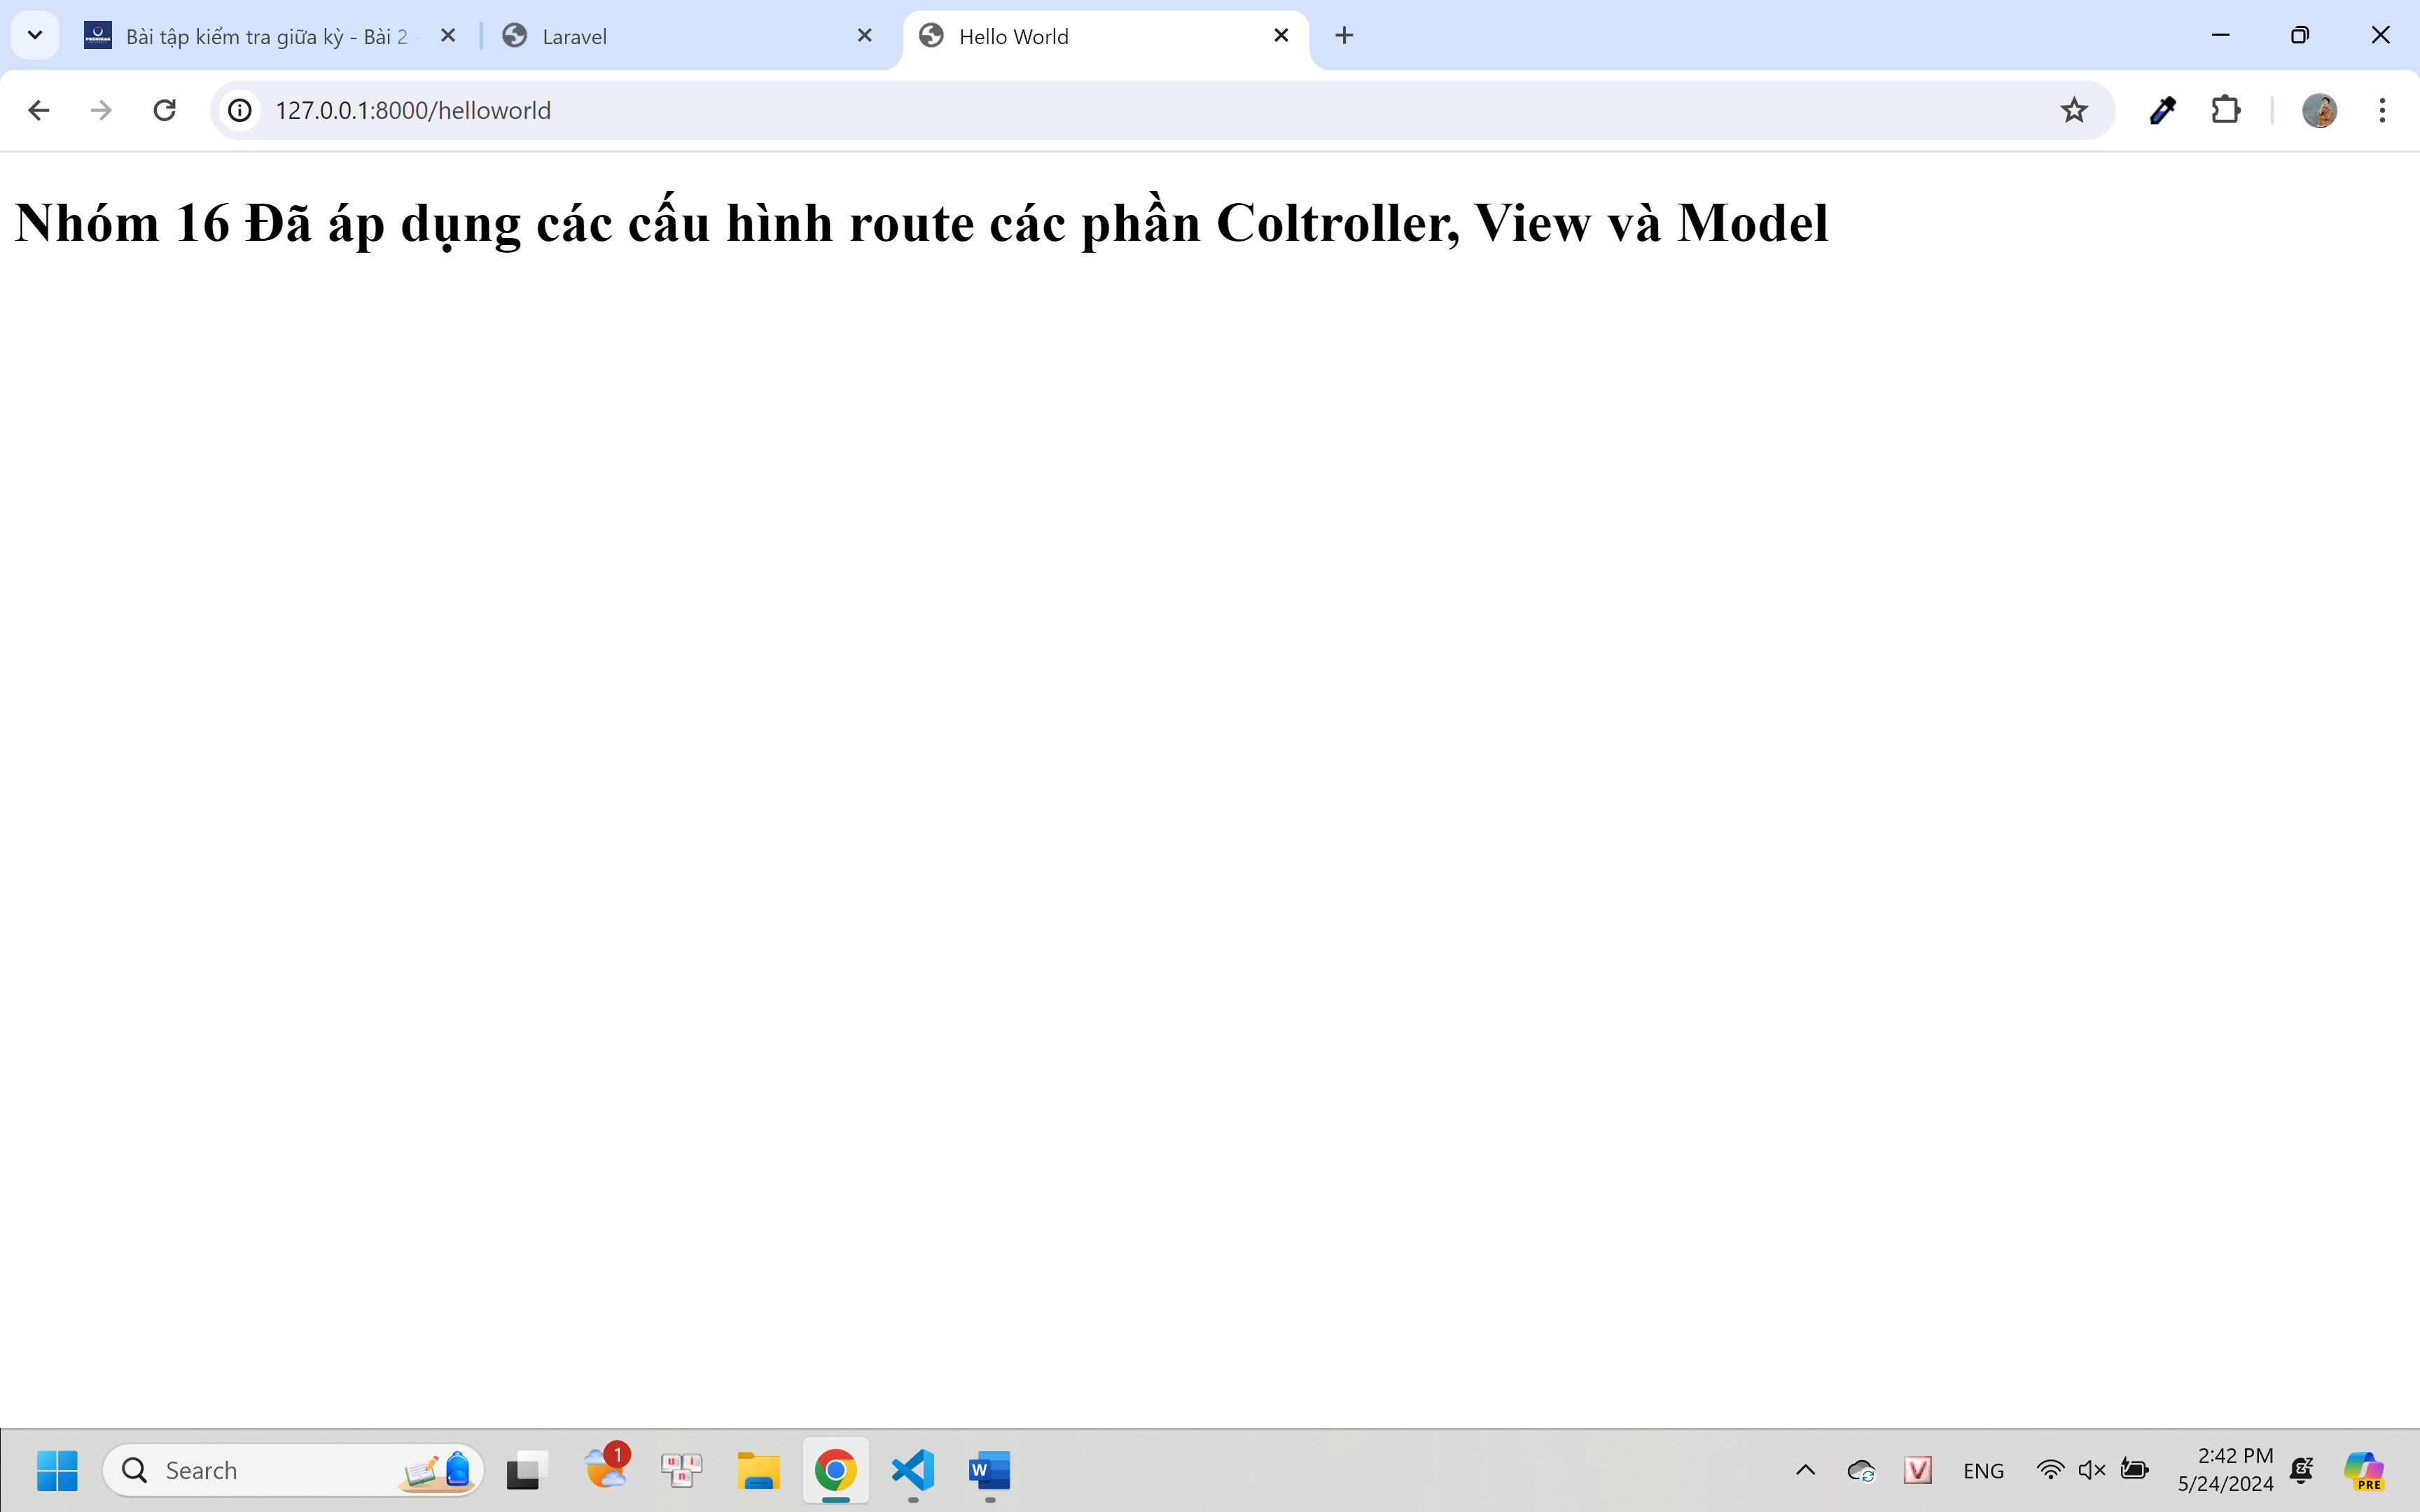 Bài tập kiểm tra giữa kỳ - Bài 2
Laravel
Hello World
127.0.0.1:8000/helloworld
Nhóm 16 Đã áp dụng các cấu hình route các phần Coltroller, View và Model
Search
1
u i n
W
V
ENG
2:42 PM
5/24/2024
PRE